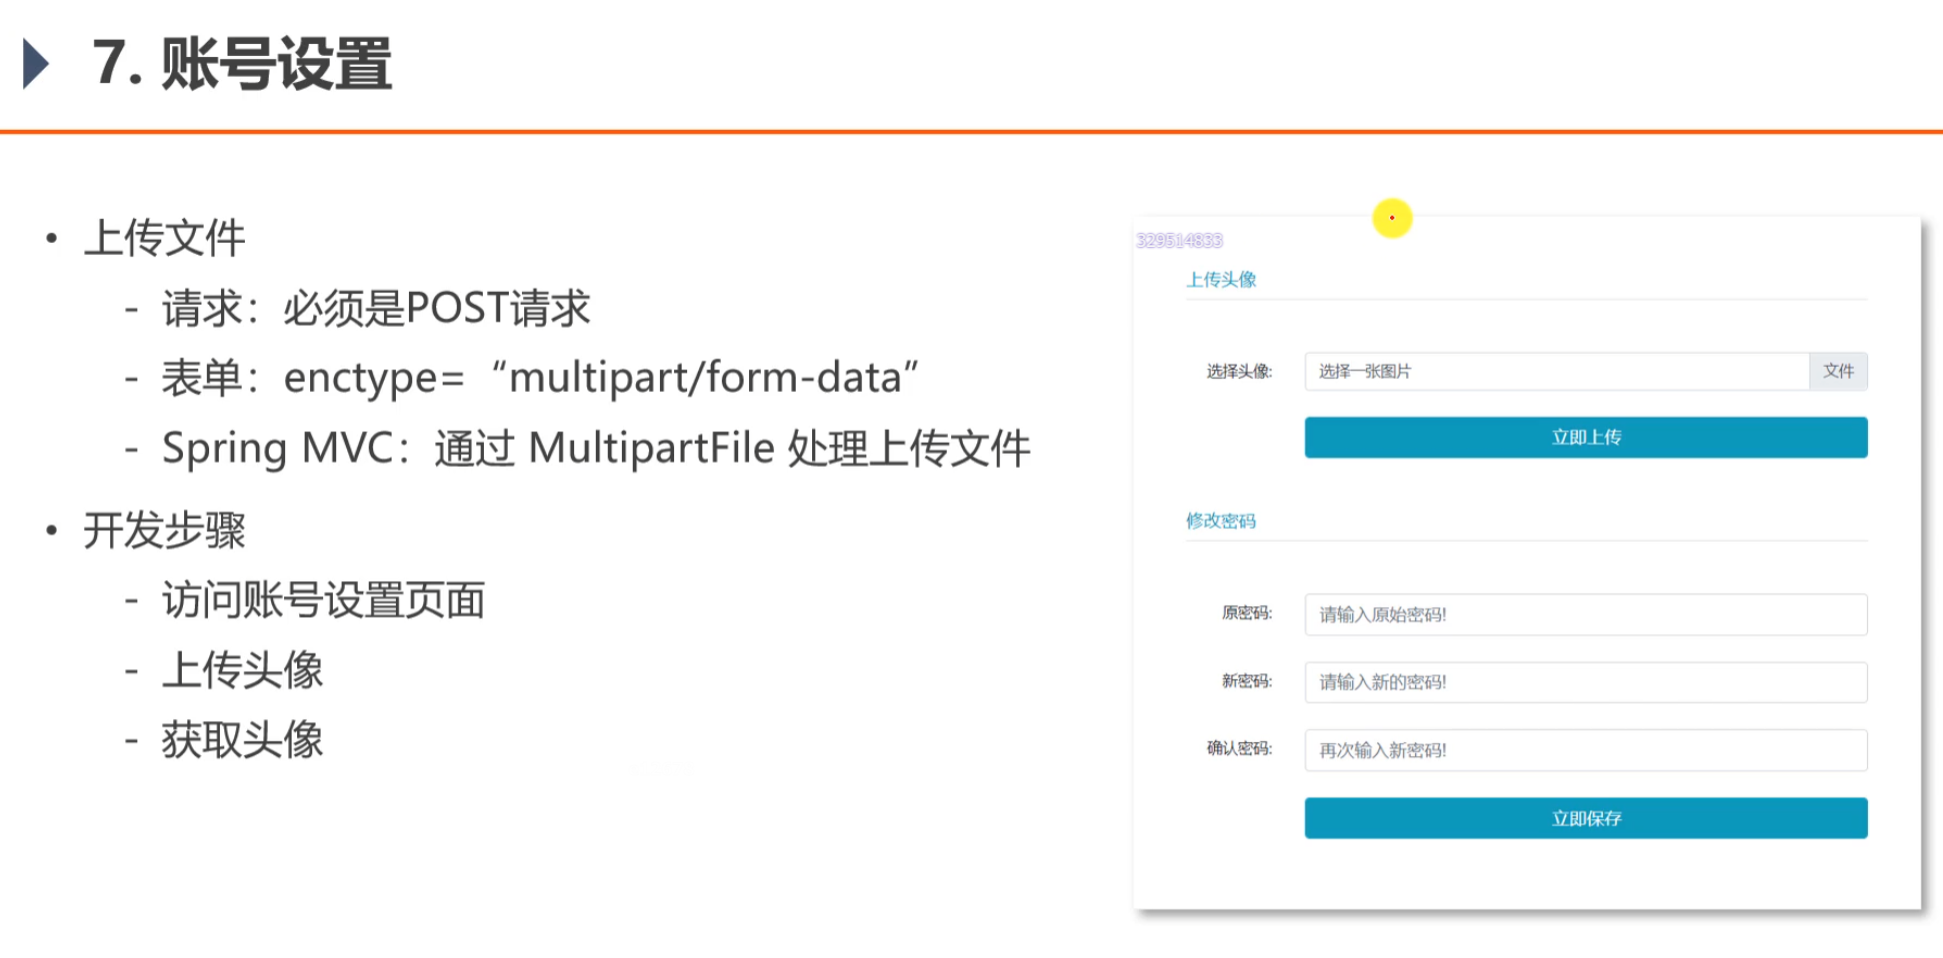 7. 账号设置
• 上传文件
- 请求：必须是POST请求
- 表单：enctype=“multipart/form-data”
- Spring MVC：通过 MultipartFile 处理上传文件
• 开发步骤
- 访问账号设置页面
- 上传头像
- 获取头像
329514833
上传头像
选择头像: 选择一张图片 文件
立即上传
修改密码
原密码: 请输入原始密码!
新密码: 请输入新的密码!
确认密码: 再次输入新密码!
立即保存